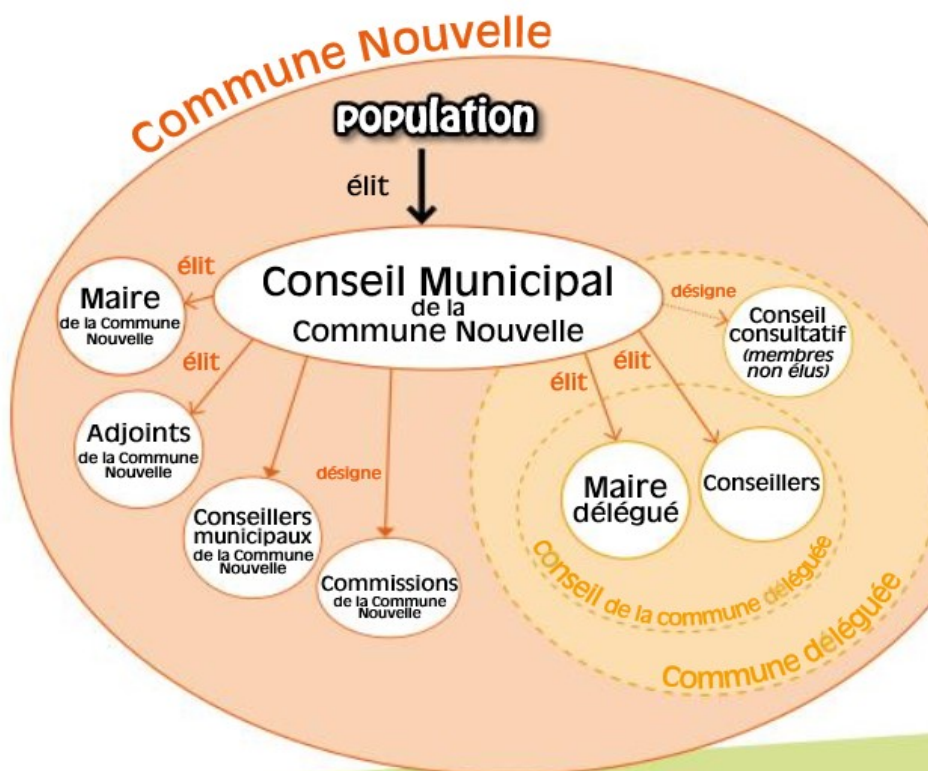 Commune Nouvelle
population
élit
Conseil Municipal
de la
Commune Nouvelle
élit
Maire
de la Commune
Nouvelle
élit
Adjoints
de la Commune
Nouvelle
Conseillers
municipaux
de la Commune
Nouvelle
désigne
Commissions
de la Commune
Nouvelle
élit
Maire
délégué
élit
Conseillers
désigne
Conseil
consultatif
(membres
non élus)
conseil de la commune déléguée
Commune déléguée